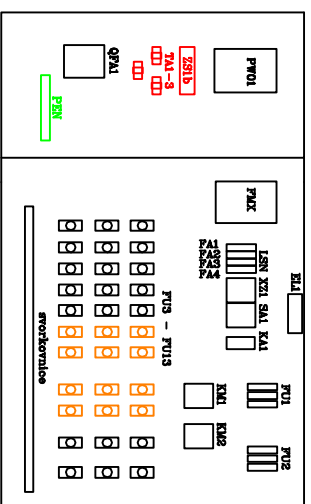 QFA1
TA1-3
ZS1b
PW01
PEN
FMX
FA1
FA2
FA3
FA4
LSN
XZ1
SA1
KA1
EL1
FU3 - FU13
svorkovnice
KM1
KM2
FU1
FU2